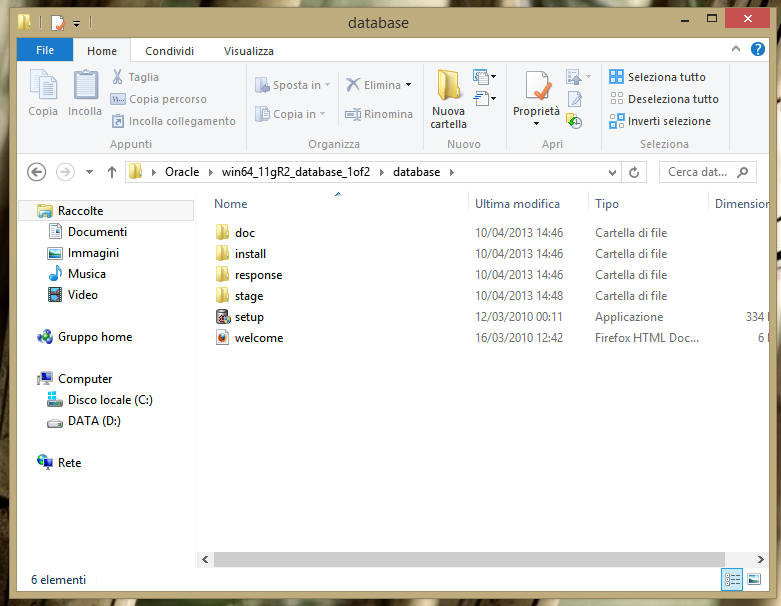 database
File Home Condividi Visualizza
Copia
Incolla
Taglia
Copia percorso
Incolla collegamento
Appunti
Sposta in
Copia in
Elimina
Rinomina
Organizza
Nuova
cartella
Nuovo
Proprietà
Apri
Seleziona tutto
Deseleziona tutto
Inverti selezione
Seleziona
Oracle win64_11gR2_database_1of2 database
Cerca dat...
Raccolte
Documenti
Immagini
Musica
Video
Gruppo home
Computer
Disco locale (C:)
DATA (D:)
Rete
Nome Ultima modifica Tipo Dimension
doc 10/04/2013 14:46 Cartella di file
install 10/04/2013 14:46 Cartella di file
response 10/04/2013 14:46 Cartella di file
stage 10/04/2013 14:48 Cartella di file
setup 12/03/2010 00:11 Applicazione 334
welcome 16/03/2010 12:42 Firefox HTML Doc... 6
6 elementi